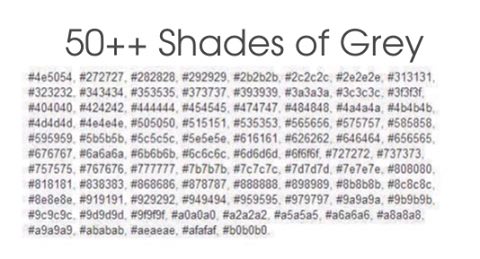 50++ Shades of Grey
#4e5054, #272727, #282828, #292929, #2b2b2b, #2c2c2c, #2e2e2e, #313131,
#323232, #343434, #353535, #373737, #393939, #3a3a3a, #3c3c3c, #3f3f3f,
#404040, #424242, #444444, #454545, #474747, #484848, #4a4a4a, #4b4b4b,
#4d4d4d, #4e4e4e, #505050, #515151, #535353, #565656, #575757, #585858,
#595959, #5b5b5b, #5c5c5c, #5e5e5e, #616161, #626262, #646464, #656565,
#676767, #6a6a6a, #6b6b6b, #6c6c6c, #6d6d6d, #6f6f6f, #727272, #737373,
#757575, #767676, #777777, #7b7b7b, #7c7c7c, #7d7d7d, #7e7e7e, #808080,
#818181, #838383, #868686, #878787, #888888, #898989, #8b8b8b, #8c8c8c,
#8e8e8e, #919191, #929292, #949494, #959595, #979797, #9a9a9a, #9b9b9b,
#9c9c9c, #9d9d9d, #9f9f9f, #a0a0a0, #a2a2a2, #a5a5a5, #a6a6a6, #a8a8a8,
#a9a9a9, #ababab, #aeaeae, #afafaf, #b0b0b0.